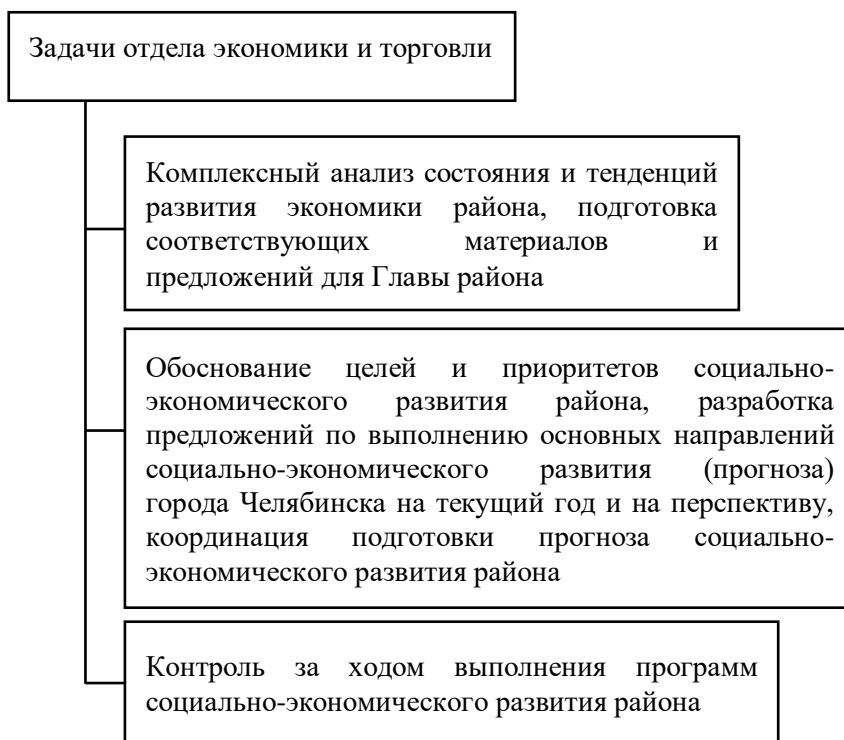 Задачи отдела экономики и торговли
Комплексный анализ состояния и тенденций
развития экономики района, подготовка
соответствующих материалов и
предложений для Главы района
Обоснование целей и приоритетов социально-
экономического развития района, разработка
предложений по выполнению основных направлений
социально-экономического развития (прогноза)
города Челябинска на текущий год и на перспективу,
координация подготовки прогноза социально-
экономического развития района
Контроль за ходом выполнения программ
социально-экономического развития района